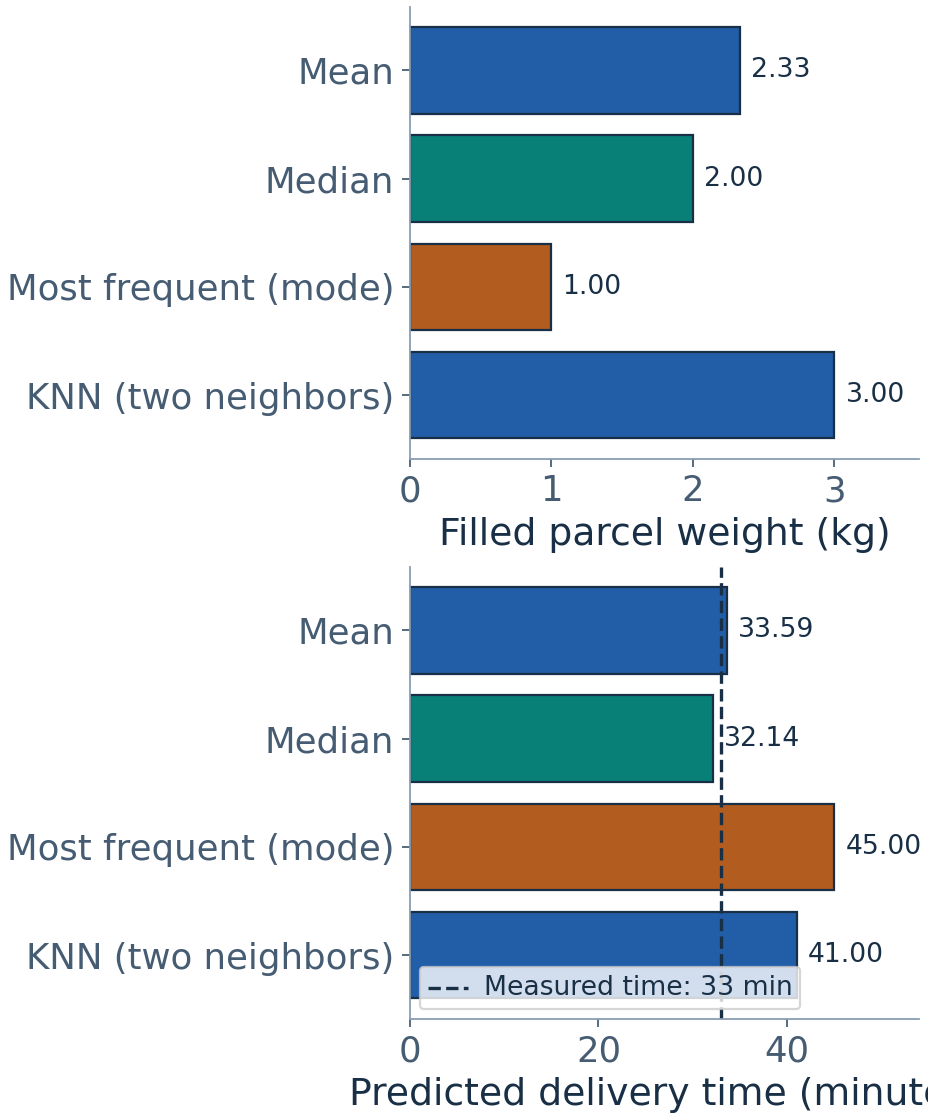 Mean
2.33
Median
2.00
Most frequent (mode)
1.00
KNN (two neighbors)
3.00
0 1 2 3
Filled parcel weight (kg)
Mean
33.59
Median
32.14
Most frequent (mode)
45.00
KNN (two neighbors)
41.00
Measured time: 33 min
0 20 40
Predicted delivery time (minut